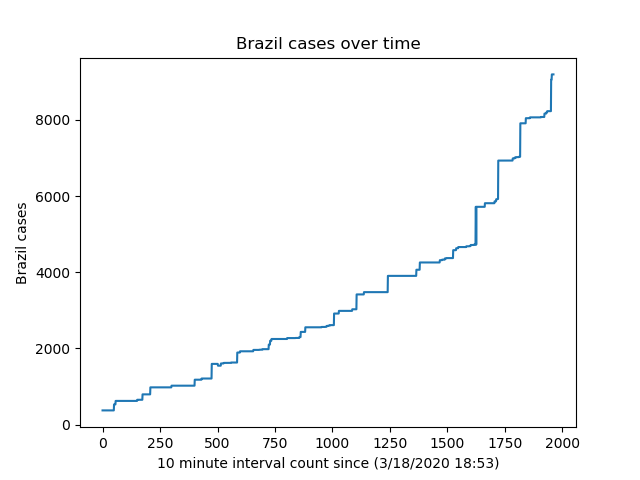 Brazil cases over time
Brazil cases
8000
6000
4000
2000
0
0 250 500 750 1000 1250 1500 1750 2000
10 minute interval count since (3/18/2020 18:53)